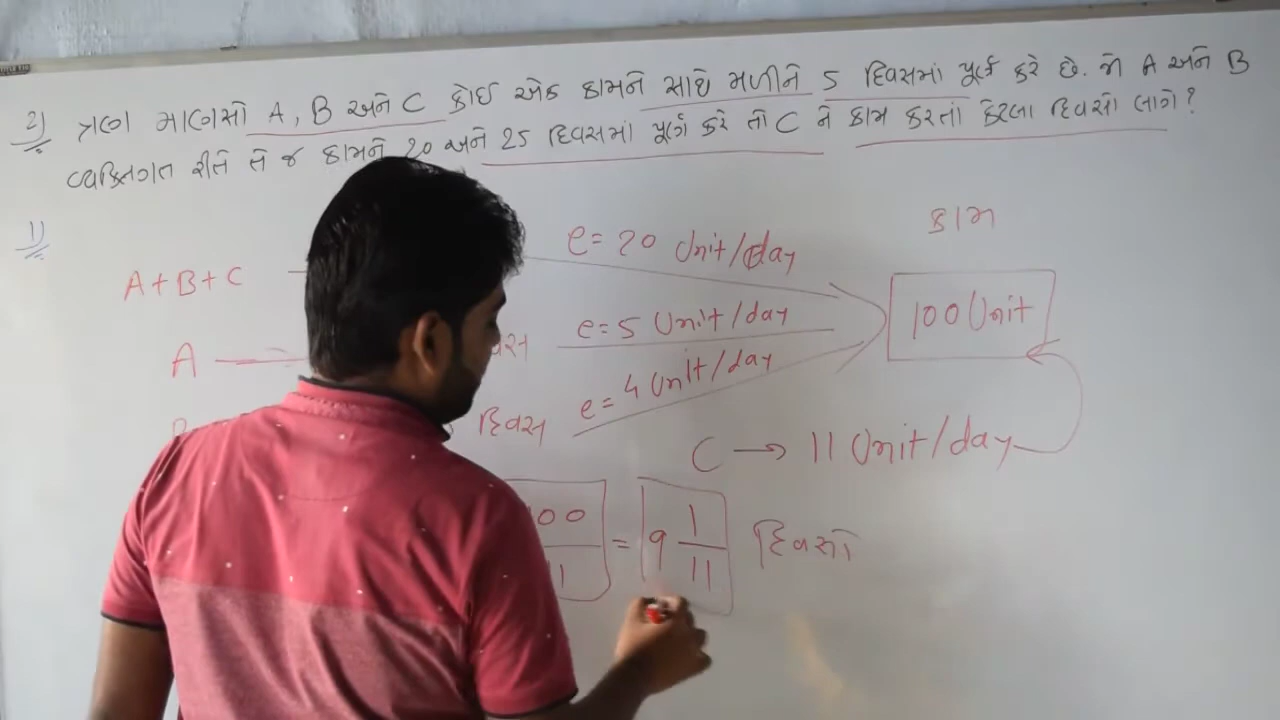 2) ત્રણ માણસો A, B અને C કોઈ એક કામને સાથે મળીને 5 દિવસમાં પૂર્ણ કરે છે. જો A અને B
વ્યક્તિગત રીતે તે જ કામને 20 અને 25 દિવસમાં પૂર્ણ કરે તો C ને કામ કરતાં કેટલા દિવસો લાગે?
1)
કામ
A+B+C e=20 Unit/day
100 Unit
A e=5 Unit/day
દિવસ e=4 Unit/day
C → 11 Unit/day
= 9 1/11 દિવસો